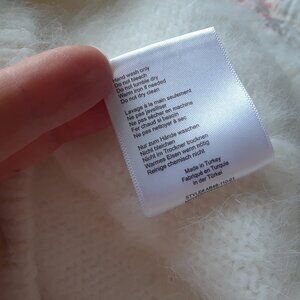 Hand wash only
Do not bleach
Do not tumble dry
Warm iron if needed
Do not dry clean
Lavage à la main seulement
Ne pas blanchir
Ne pas sécher en machine
Fer chaud si besoin
Ne pas nettoyer à sec
Nur zum Hände waschen
Nicht bleichen
Nicht im Trockner trocknen
Warmes Eisen wenn nötig
Reinige chemisch nicht
Made in Turkey
Fabriqué en Turquie
in der Türkei